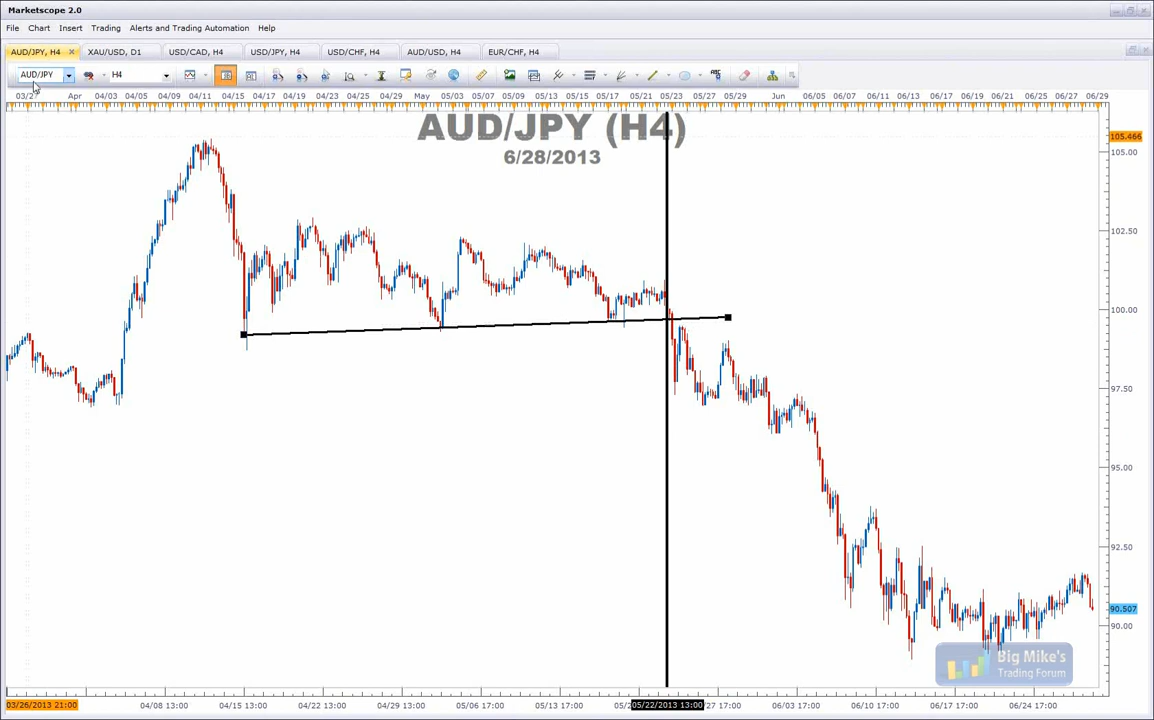 Marketscope 2.0
File Chart Insert Trading Alerts and Trading Automation Help
AUD/JPY, H4 XAU/USD, D1 USD/CAD, H4 USD/JPY, H4 USD/CHF, H4 AUD/USD, H4 EUR/CHF, H4
AUD/JPY H4
03/27 Apr 04/03 04/05 04/09 04/11 04/15 04/17 04/19 04/23 04/25 04/29 May 05/03 05/07 05/09 05/13 05/15 05/17 05/21 05/23 05/27 05/29 Jun 06/05 06/07 06/11 06/13 06/17 06/19 06/21 06/25 06/27 06/29
AUD/JPY (H4)
6/28/2013
105.466
105.00
102.50
100.00
97.50
95.00
92.50
90.507
90.00
Big Mike's
Trading Forum
03/26/2013 21:00 04/08 13:00 04/15 13:00 04/22 13:00 04/29 13:00 05/06 17:00 05/13 17:00 05/22/2013 13:00 27 17:00 06/03 17:00 06/10 17:00 06/17 17:00 06/24 17:00